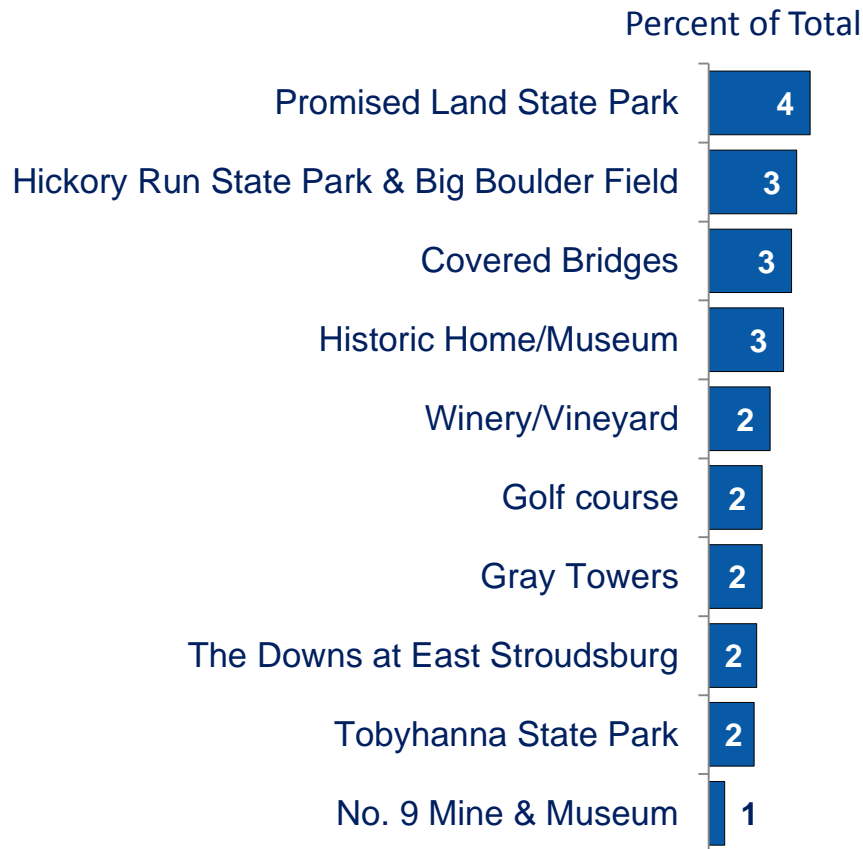 Percent of Total
Promised Land State Park 4
Hickory Run State Park & Big Boulder Field 3
Covered Bridges 3
Historic Home/Museum 3
Winery/Vineyard 2
Golf course 2
Gray Towers 2
The Downs at East Stroudsburg 2
Tobyhanna State Park 2
No. 9 Mine & Museum 1